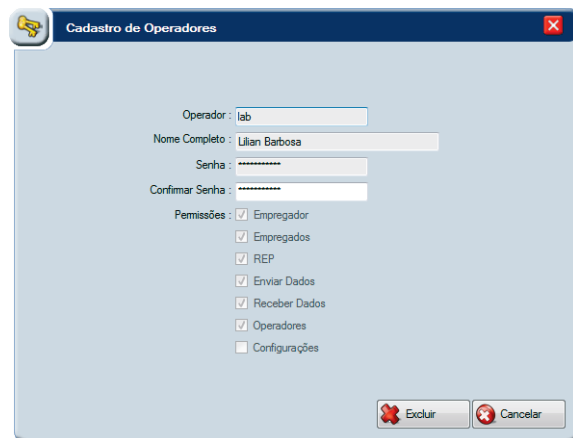 Cadastro de Operadores
Operador : lab
Nome Completo : Lilian Barbosa
Senha : ***********
Confirmar Senha : ***********
Permissões : Empregador
Empregados
REP
Enviar Dados
Receber Dados
Operadores
Configurações
Excluir Cancelar